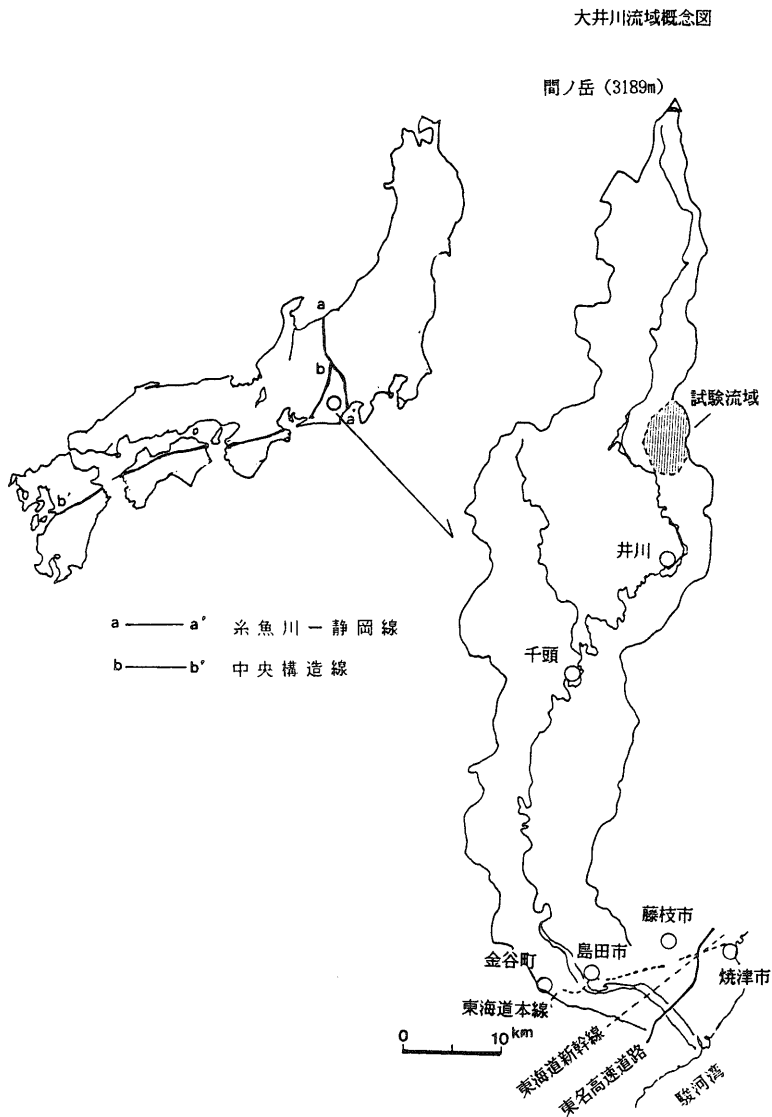 大井川流域概念図
間ノ岳（3189m）
a
b
a'
b'
試験流域
井川
a ――― a' 糸魚川ー静岡線
b ――― b' 中央構造線
千頭
藤枝市
島田市
金谷町
焼津市
東海道本線
0 10km
東海道新幹線
東名高速道路
駿河湾